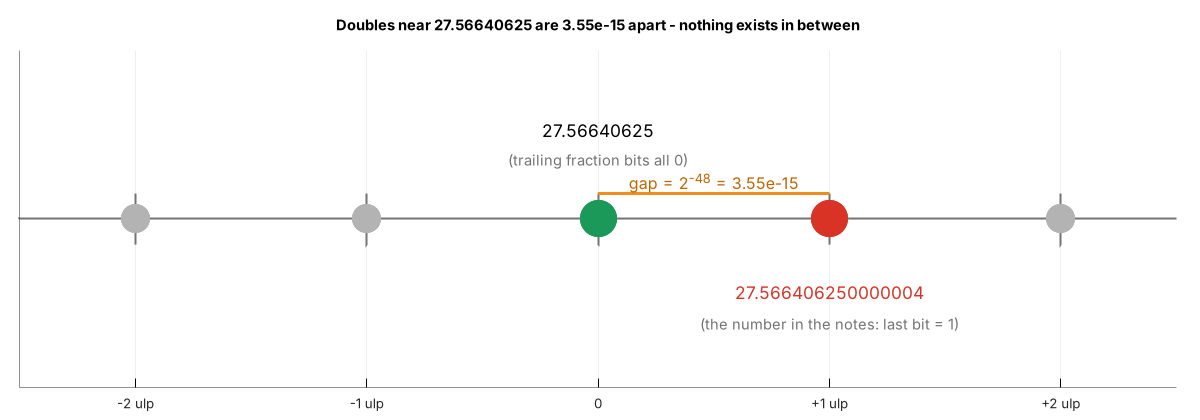 Doubles near 27.56640625 are 3.55e-15 apart - nothing exists in between
27.56640625
(trailing fraction bits all 0)
gap = 2^-48 = 3.55e-15
27.566406250000004
(the number in the notes: last bit = 1)
-2 ulp
-1 ulp
0
+1 ulp
+2 ulp